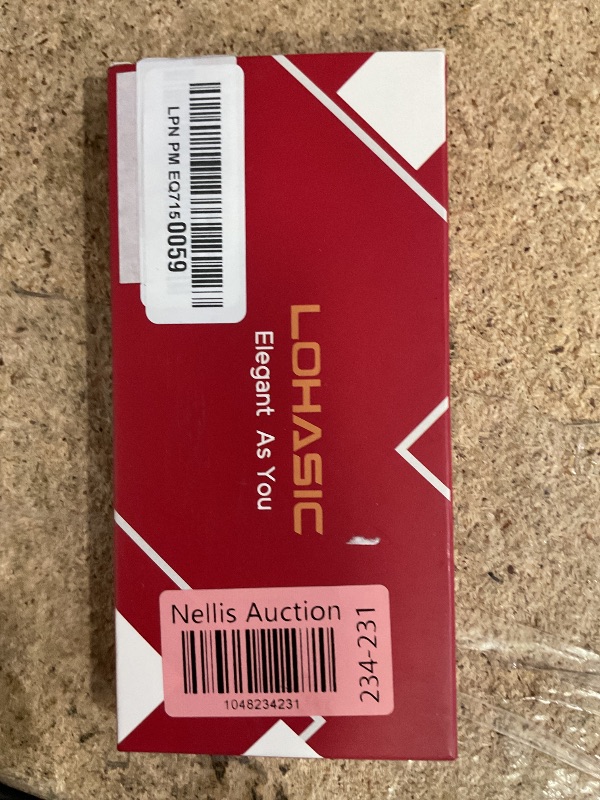 LPN PM EQ7150059
LOHASIC
Elegant As You
Nellis Auction
1048234231
234-231